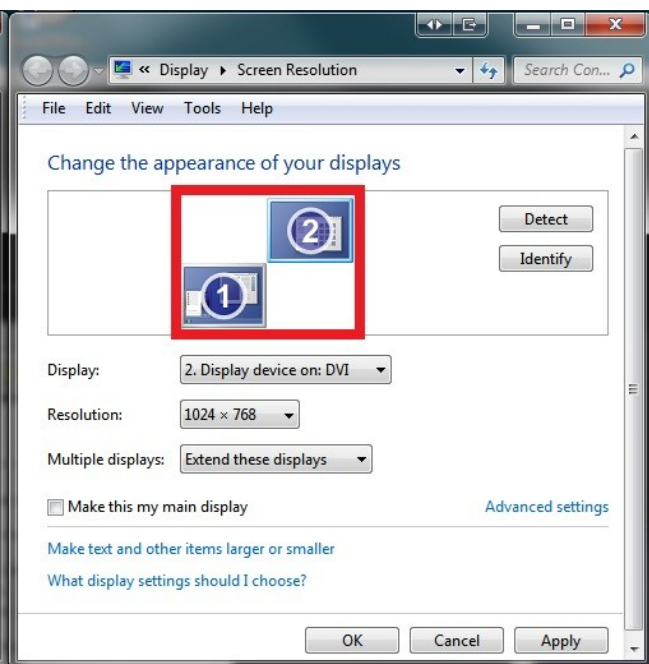 « Display ▸ Screen Resolution
Search Con...
File Edit View Tools Help
Change the appearance of your displays
2
1
Detect
Identify
Display: 2. Display device on: DVI
Resolution: 1024 × 768
Multiple displays: Extend these displays
Make this my main display Advanced settings
Make text and other items larger or smaller
What display settings should I choose?
OK Cancel Apply